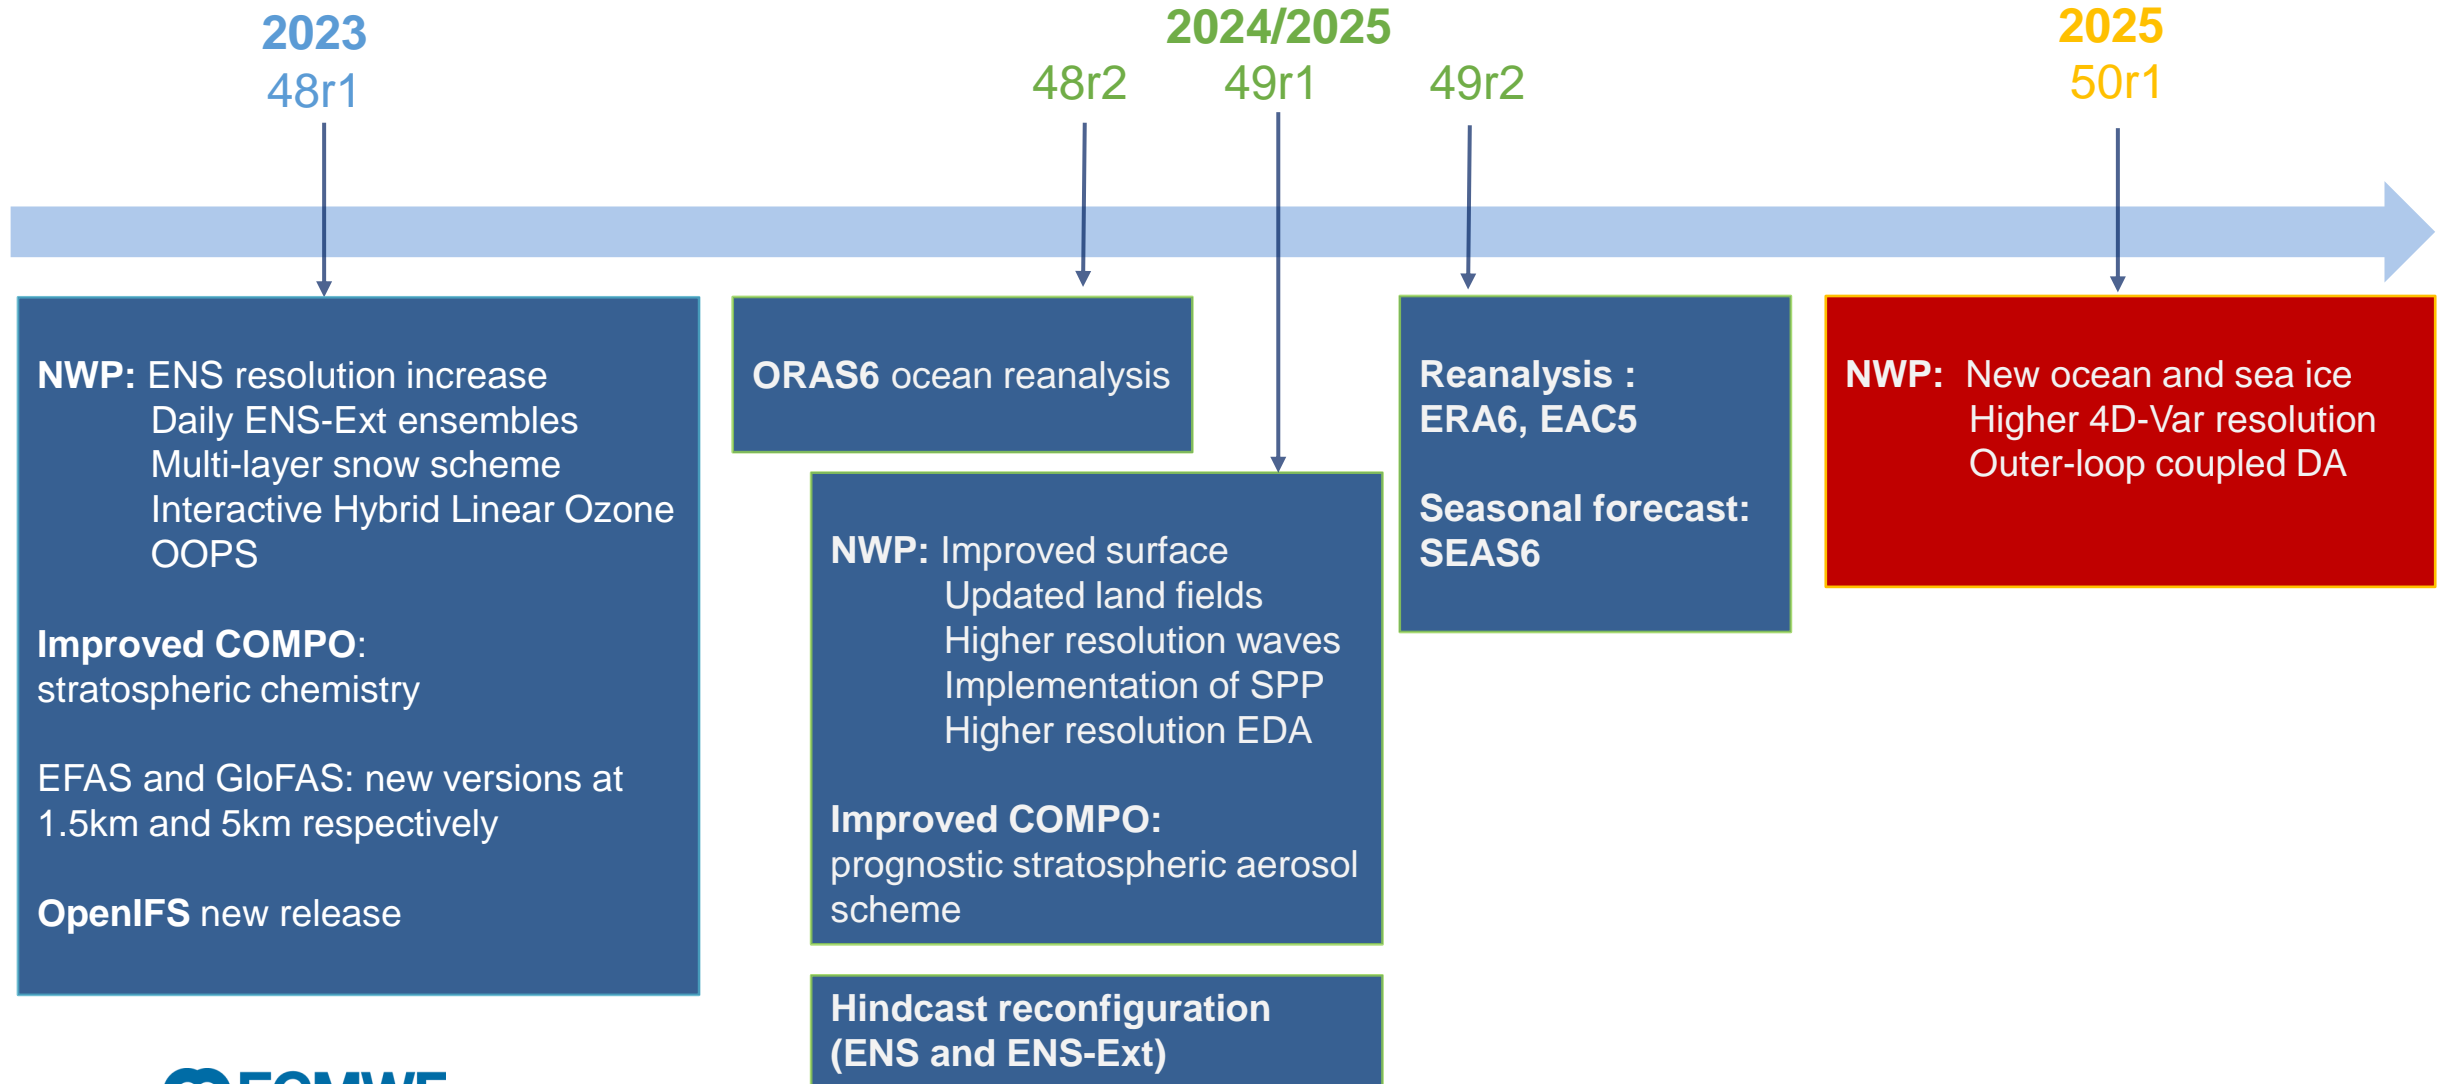 2023
48r1
2024/2025
48r2 49r1 49r2
2025
50r1
NWP: ENS resolution increase
Daily ENS-Ext ensembles
Multi-layer snow scheme
Interactive Hybrid Linear Ozone
OOPS
Improved COMPO:
stratospheric chemistry
EFAS and GloFAS: new versions at
1.5km and 5km respectively
OpenIFS new release
ORAS6 ocean reanalysis
NWP: Improved surface
Updated land fields
Higher resolution waves
Implementation of SPP
Higher resolution EDA
Improved COMPO:
prognostic stratospheric aerosol
scheme
Hindcast reconfiguration
(ENS and ENS-Ext)
Reanalysis :
ERA6, EAC5
Seasonal forecast:
SEAS6
NWP: New ocean and sea ice
Higher 4D-Var resolution
Outer-loop coupled DA
ECMWF